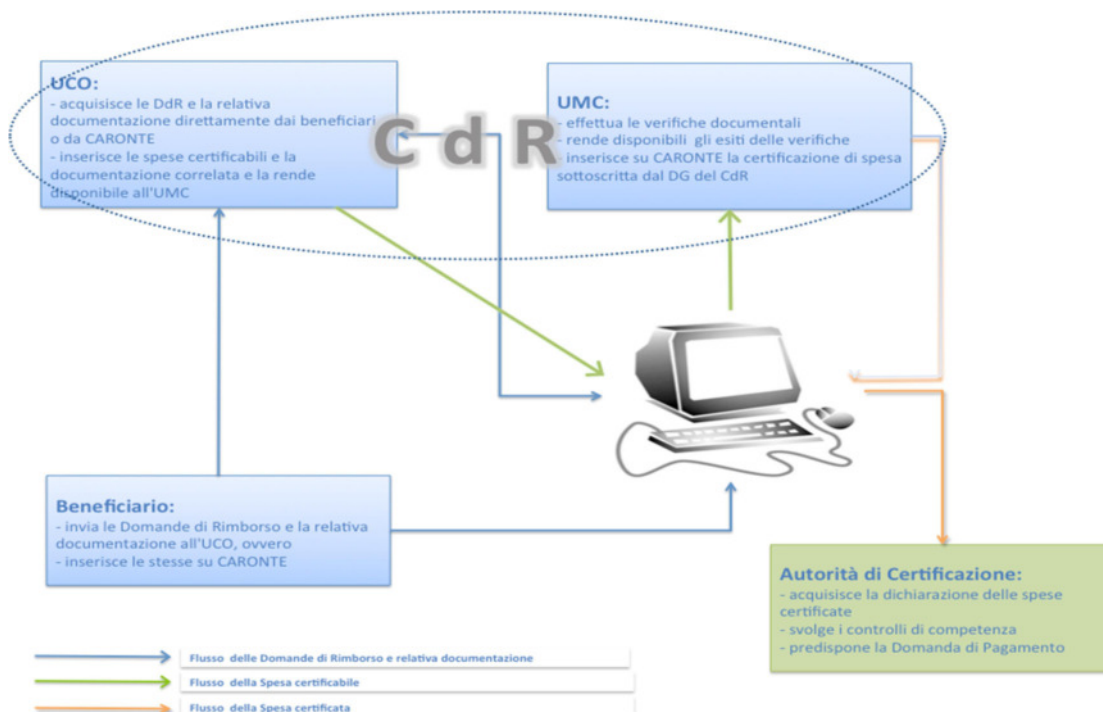 UCO:
- acquisisce le DdR e la relativa
documentazione direttamente dai beneficiari
o da CARONTE
- inserisce le spese certificabili e la
documentazione correlata e la rende
disponibile all'UMC
C d R
UMC:
- effettua le verifiche documentali
- rende disponibili gli esiti delle verifiche
- inserisce su CARONTE la certificazione di spesa
sottoscritta dal DG del CdR
Beneficiario:
- invia le Domande di Rimborso e la relativa
documentazione all'UCO, ovvero
- inserisce le stesse su CARONTE
Autorità di Certificazione:
- acquisisce la dichiarazione delle spese
certificate
- svolge i controlli di competenza
- predispone la Domanda di Pagamento
Flusso delle Domande di Rimborso e relativa documentazione
Flusso della Spesa certificabile
Flusso della Spesa certificata